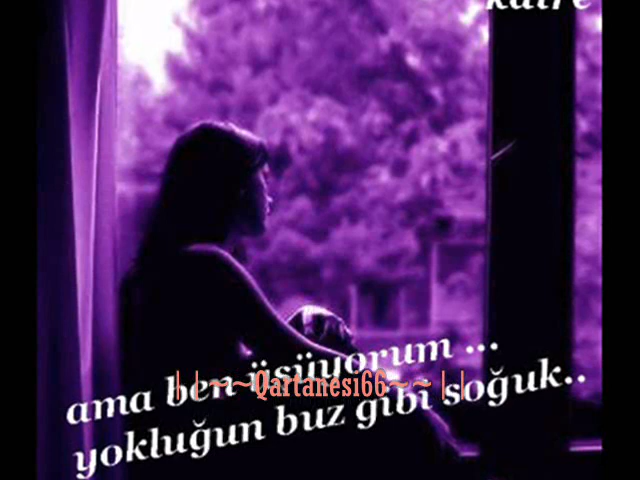 katre
ama ben üşüyorum ...
||~~Qartanesi66~~||
yokluğun buz gibi soğuk..